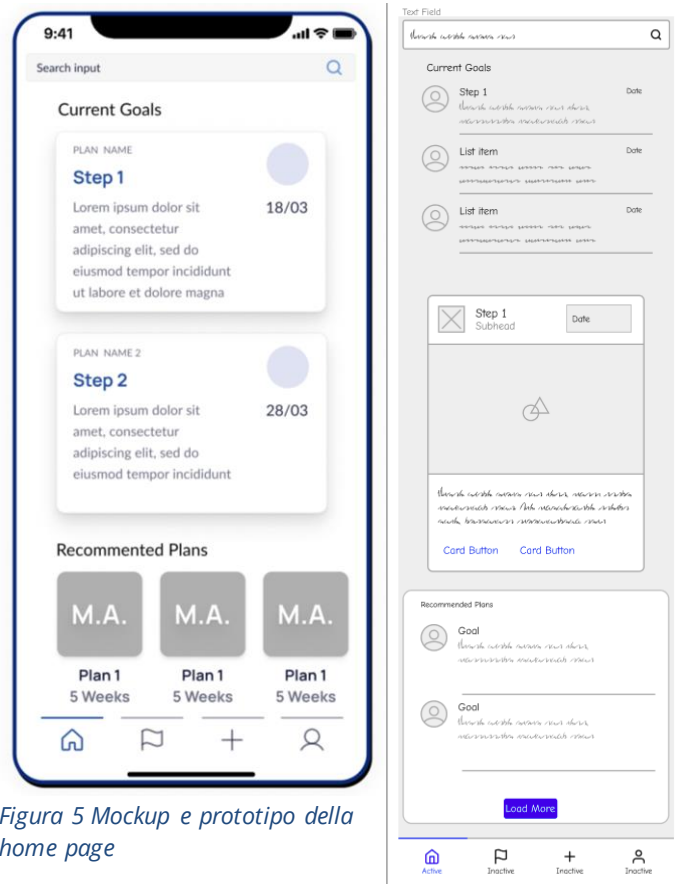 9:41
Search input
Current Goals
PLAN NAME
Step 1
Lorem ipsum dolor sit
18/03
amet, consectetur
adipiscing elit, sed do
eiusmod tempor incididunt
ut labore et dolore magna
PLAN NAME 2
Step 2
Lorem ipsum dolor sit
28/03
amet, consectetur
adipiscing elit, sed do
eiusmod tempor incididunt
Recommented Plans
M.A. M.A. M.A.
Plan 1 Plan 1 Plan 1
5 Weeks 5 Weeks 5 Weeks
Figura 5 Mockup e prototipo della
home page
Text Field
Current Goals
Step 1 Date
List item Date
List item Date
Step 1
Subhead
Date
Card Button Card Button
Recommended Plans
Goal
Goal
Load More
Active Inactive Inactive Inactive